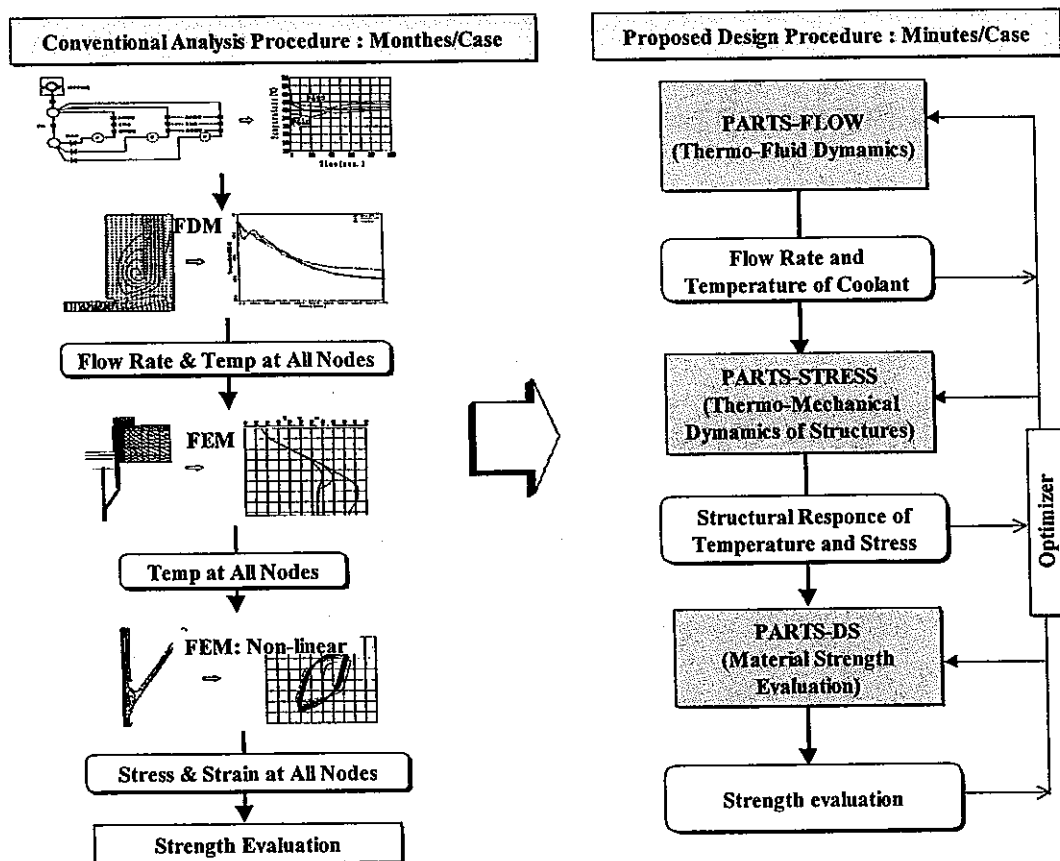 Conventional Analysis Procedure : Monthes/Case
FDM
Flow Rate & Temp at All Nodes
FEM
Temp at All Nodes
FEM: Non-linear
Stress & Strain at All Nodes
Strength Evaluation
Proposed Design Procedure : Minutes/Case
PARTS-FLOW
(Thermo-Fluid Dymamics)
Flow Rate and
Temperature of Coolant
PARTS-STRESS
(Thermo-Mechanical
Dymamics of Structures)
Structural Responce of
Temperature and Stress
PARTS-DS
(Material Strength
Evaluation)
Strength evaluation
Optimizer